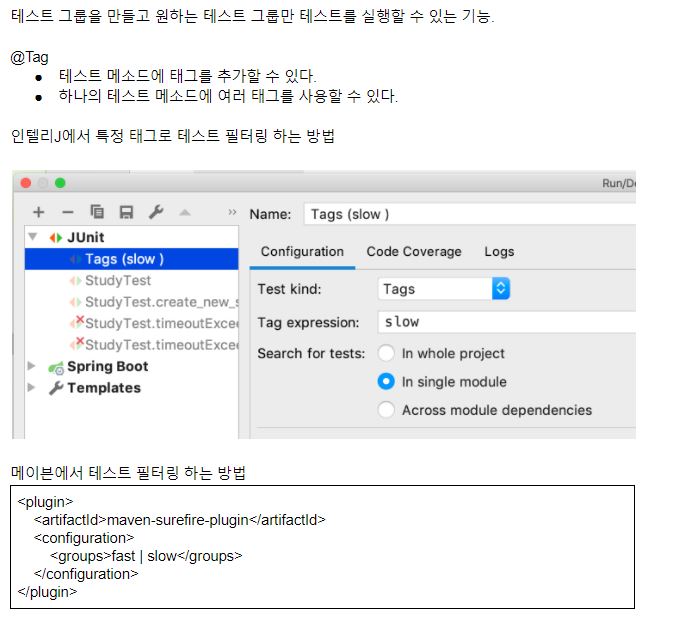 테스트 그룹을 만들고 원하는 테스트 그룹만 테스트를 실행할 수 있는 기능.
@Tag
● 테스트 메소드에 태그를 추가할 수 있다.
● 하나의 테스트 메소드에 여러 태그를 사용할 수 있다.
인텔리J에서 특정 태그로 테스트 필터링 하는 방법
Run/De
Name: Tags (slow )
JUnit
Tags (slow )
StudyTest
StudyTest.create_new_s
StudyTest.timeoutExcee
StudyTest.timeoutExcee
Spring Boot
Templates
Configuration Code Coverage Logs
Test kind: Tags
Tag expression: slow
Search for tests: In whole project
In single module
Across module dependencies
메이븐에서 테스트 필터링 하는 방법
<plugin>
<artifactId>maven-surefire-plugin</artifactId>
<configuration>
<groups>fast | slow</groups>
</configuration>
</plugin>